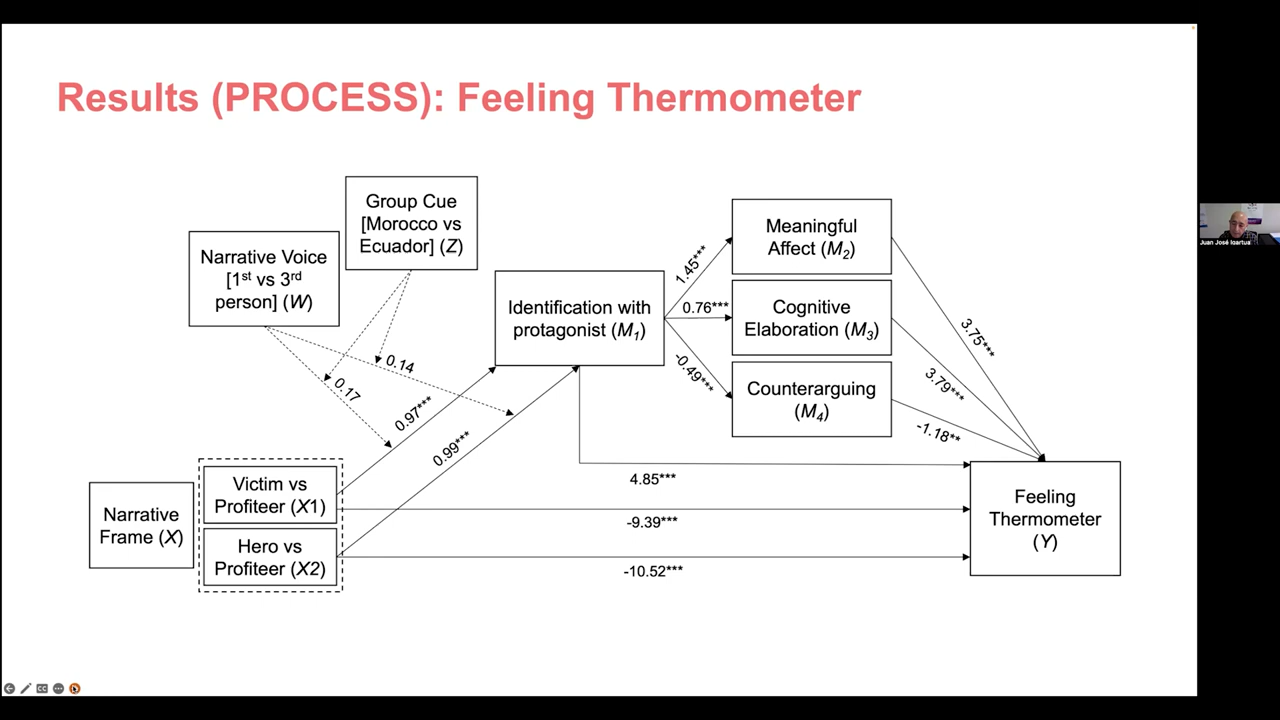 Results (PROCESS): Feeling Thermometer
Group Cue
[Morocco vs
Ecuador] (Z)
Narrative Voice
[1st vs 3rd
person] (W)
Identification with
protagonist (M1)
Meaningful
Affect (M2)
Cognitive
Elaboration (M3)
Counterarguing
(M4)
1.45***
0.76***
-0.49***
3.75***
3.79***
-1.18**
0.14
0.17
0.97***
0.99***
4.85***
-9.39***
-10.52***
Narrative
Frame (X)
Victim vs
Profiteer (X1)
Hero vs
Profiteer (X2)
Feeling
Thermometer
(Y)
Juan José Igartua
CC